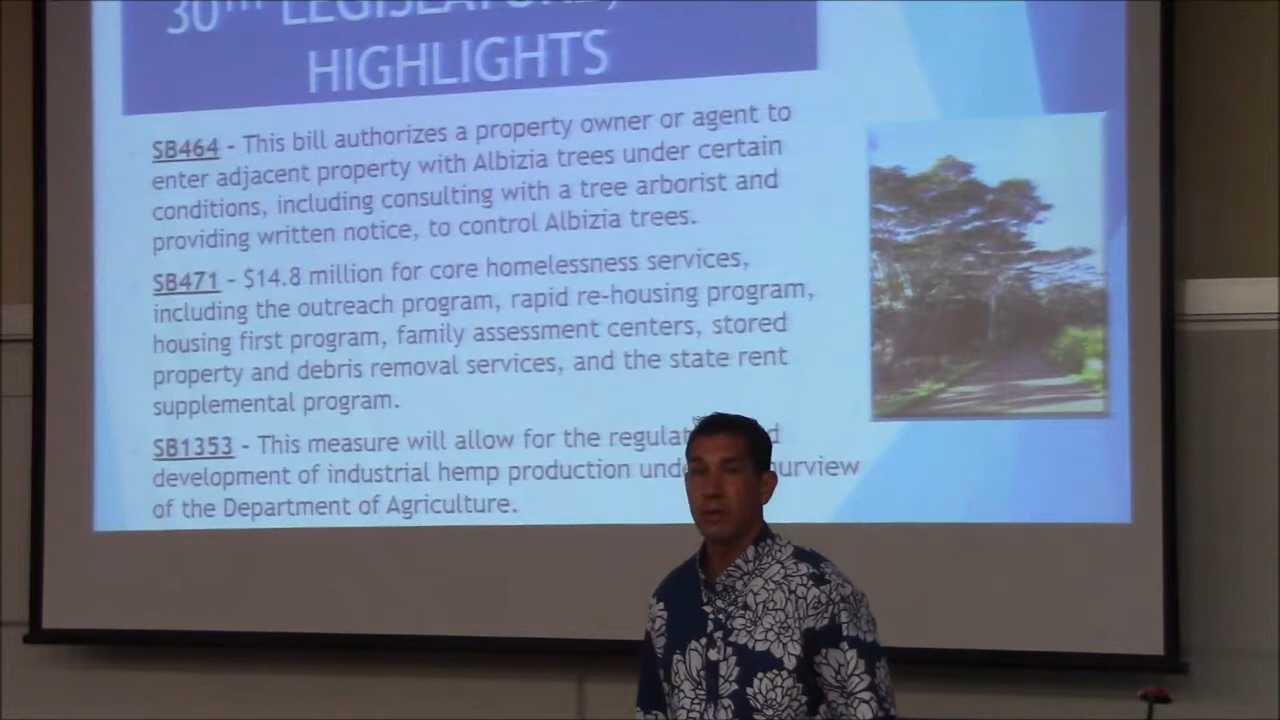 30TH LEGISLATURE,
HIGHLIGHTS
SB464 - This bill authorizes a property owner or agent to
enter adjacent property with Albizia trees under certain
conditions, including consulting with a tree arborist and
providing written notice, to control Albizia trees.
SB471 - $14.8 million for core homelessness services,
including the outreach program, rapid re-housing program,
housing first program, family assessment centers, stored
property and debris removal services, and the state rent
supplemental program.
SB1353 - This measure will allow for the
development of industrial hemp production
of the Department of Agriculture.